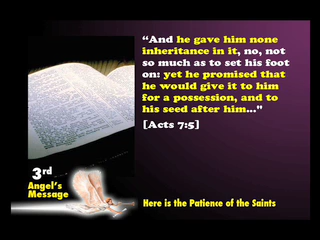 “And he gave him none
inheritance in it, no, not
so much as to set his foot
on: yet he promised that
he would give it to him
for a possession, and to
his seed after him...”
[Acts 7:5]
3rd
Angel's
Message
Here is the Patience of the Saints